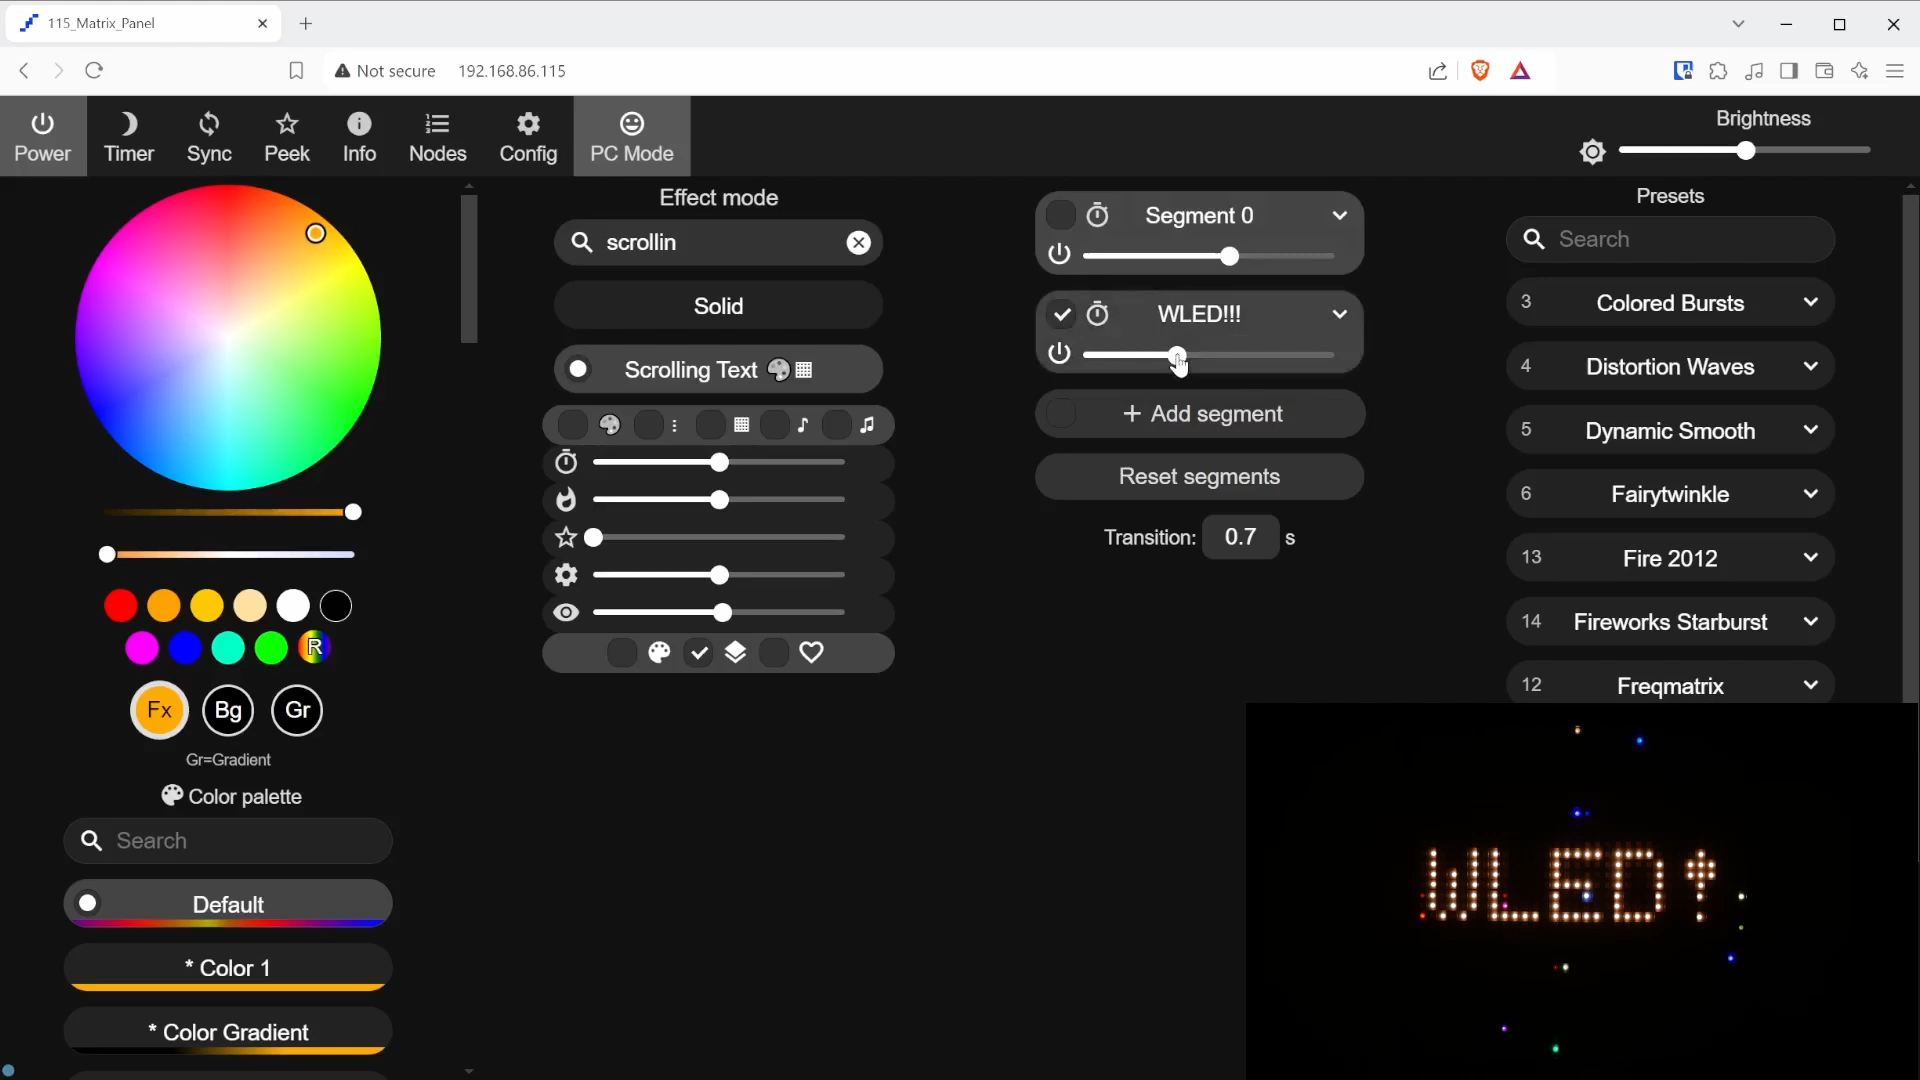 115_Matrix_Panel
Not secure 192.168.86.115
Power Timer Sync Peek Info Nodes Config PC Mode
Brightness
Effect mode
scrollin
Solid
Scrolling Text
Segment 0
WLED!!!
+ Add segment
Reset segments
Transition: 0.7 s
Presets
Search
3 Colored Bursts
4 Distortion Waves
5 Dynamic Smooth
6 Fairytwinkle
13 Fire 2012
14 Fireworks Starburst
12 Freqmatrix
R
Fx Bg Gr
Gr=Gradient
Color palette
Search
Default
* Color 1
* Color Gradient
WLED!